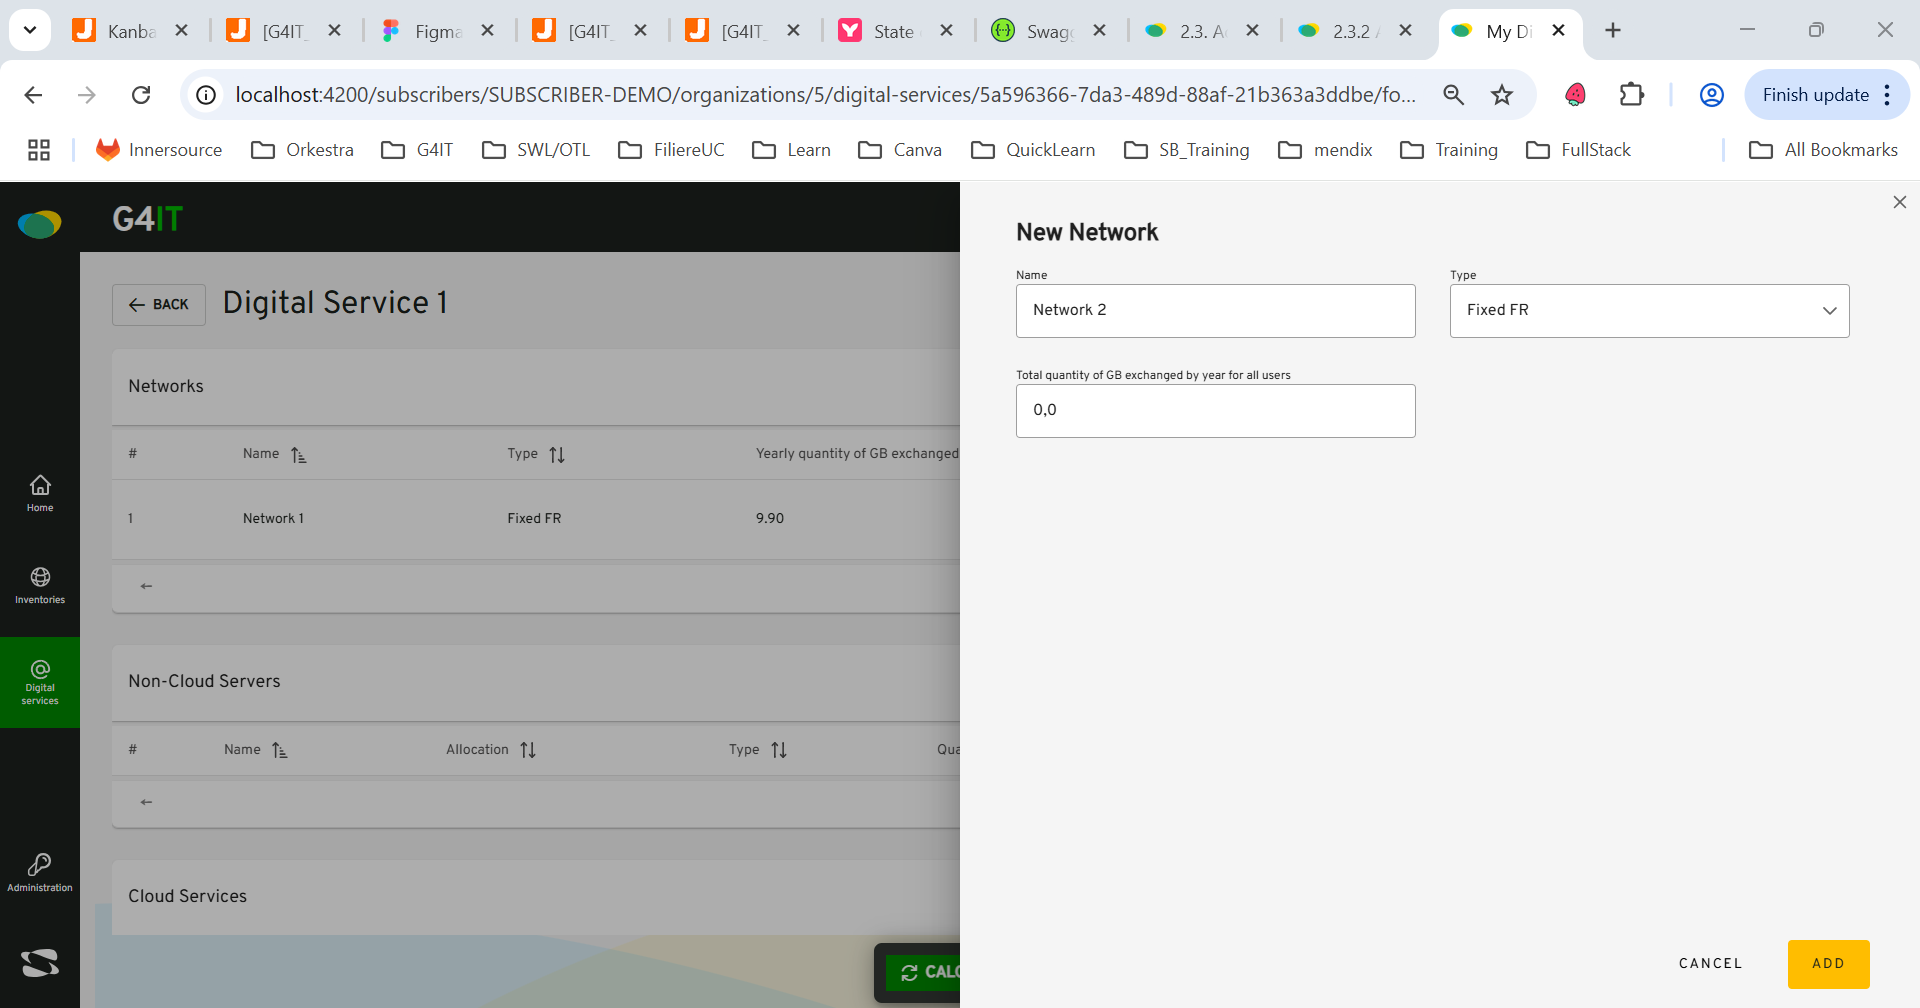 Kanba
[G4IT_
Figma
[G4IT_
[G4IT_
State
Swagg
2.3. A
2.3.2
My Di
localhost:4200/subscribers/SUBSCRIBER-DEMO/organizations/5/digital-services/5a596366-7da3-489d-88af-21b363a3ddbe/fo...
Finish update
Innersource
Orkestra
G4IT
SWL/OTL
FiliereUC
Learn
Canva
QuickLearn
SB_Training
mendix
Training
FullStack
All Bookmarks
G4IT
Home
Inventories
Digital
services
Administration
BACK
Digital Service 1
Networks
# Name Type Yearly quantity of GB exchanged
1 Network 1 Fixed FR 9.90
Non-Cloud Servers
# Name Allocation Type Qua
Cloud Services
CALC
New Network
Name
Network 2
Type
Fixed FR
Total quantity of GB exchanged by year for all users
0,0
CANCEL
ADD